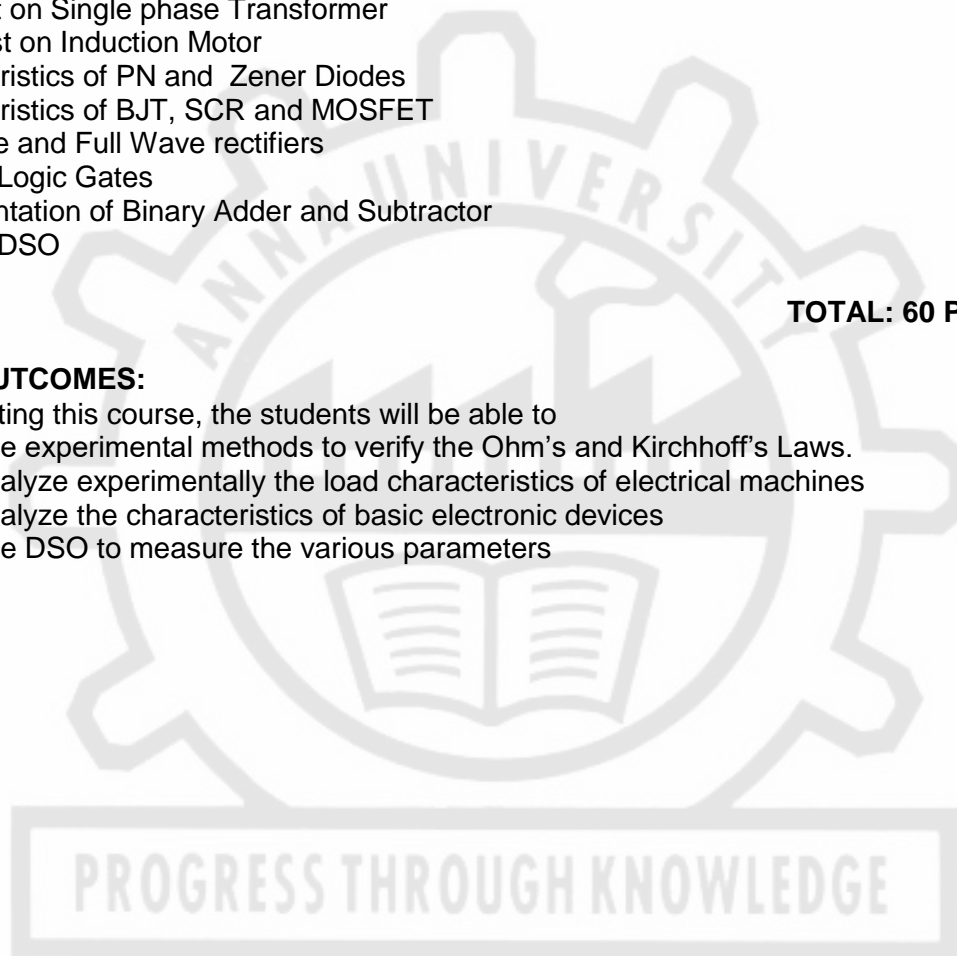 t on Single phase Transformer
st on Induction Motor
ristics of PN and Zener Diodes
ristics of BJT, SCR and MOSFET
e and Full Wave rectifiers
Logic Gates
ntation of Binary Adder and Subtractor
DSO
TOTAL: 60 P
UTCOMES:
ting this course, the students will be able to
e experimental methods to verify the Ohm’s and Kirchhoff’s Laws.
alyze experimentally the load characteristics of electrical machines
alyze the characteristics of basic electronic devices
e DSO to measure the various parameters
ANNA UNIVERSITY
PROGRESS THROUGH KNOWLEDGE